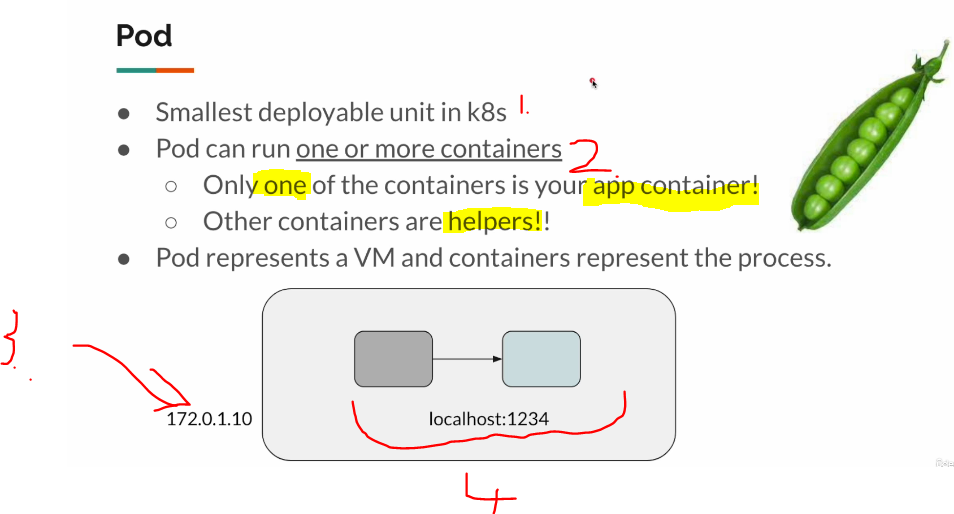 Pod
● Smallest deployable unit in k8s 1.
● Pod can run one or more containers 2.
○ Only one of the containers is your app container!
○ Other containers are helpers!!
● Pod represents a VM and containers represent the process.
3.
172.0.1.10
localhost:1234
4